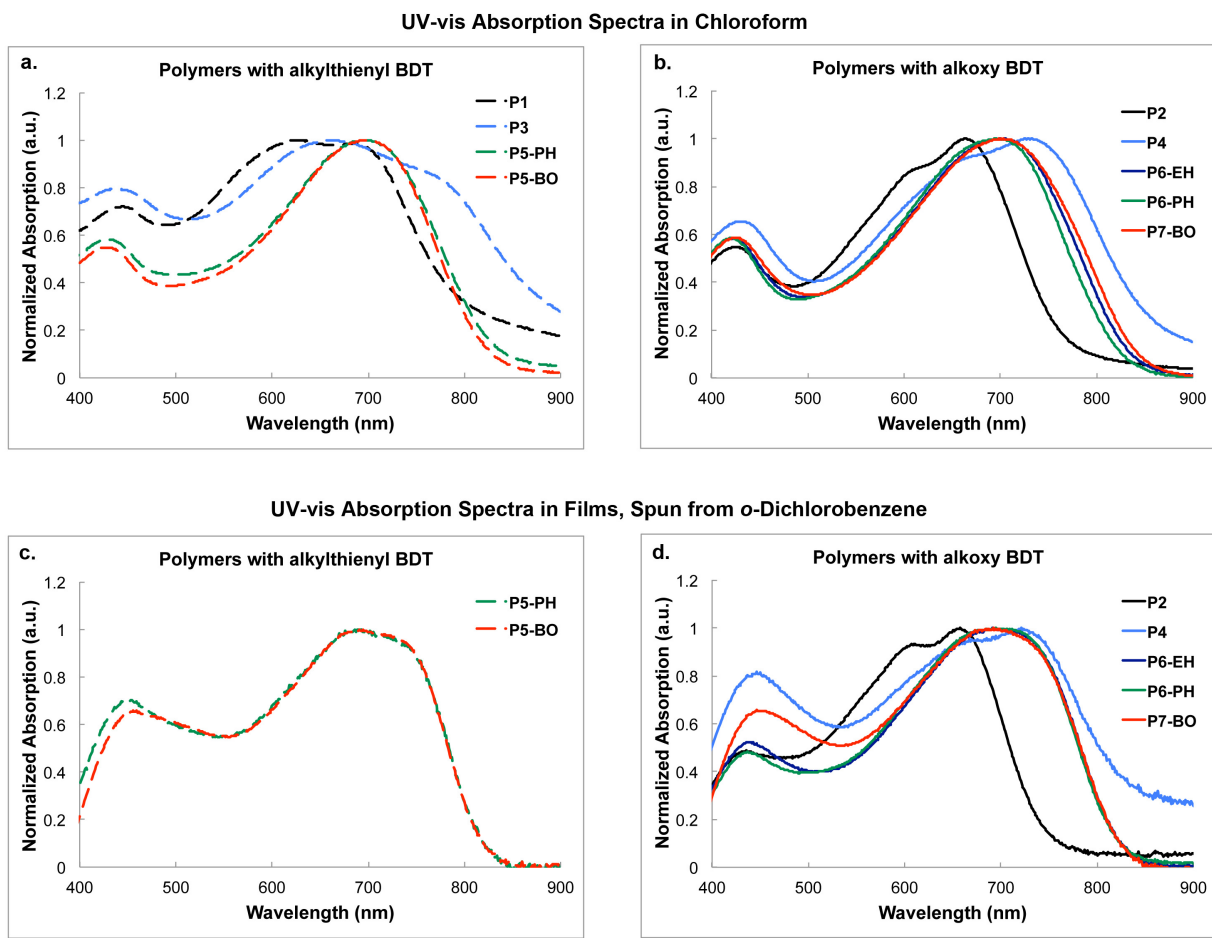 UV-vis Absorption Spectra in Chloroform
a.
Polymers with alkylthienyl BDT
Normalized Absorption (a.u.)
1.2
1
0.8
0.6
0.4
0.2
0
400 500 600 700 800 900
Wavelength (nm)
P1
P3
P5-PH
P5-BO
b.
Polymers with alkoxy BDT
Normalized Absorption (a.u.)
1.2
1
0.8
0.6
0.4
0.2
0
400 500 600 700 800 900
Wavelength (nm)
P2
P4
P6-EH
P6-PH
P7-BO
UV-vis Absorption Spectra in Films, Spun from o-Dichlorobenzene
c.
Polymers with alkylthienyl BDT
Normalized Absorption (a.u.)
1.2
1
0.8
0.6
0.4
0.2
0
400 500 600 700 800 900
Wavelength (nm)
P5-PH
P5-BO
d.
Polymers with alkoxy BDT
Normalized Absorption (a.u.)
1.2
1
0.8
0.6
0.4
0.2
0
400 500 600 700 800 900
Wavelength (nm)
P2
P4
P6-EH
P6-PH
P7-BO